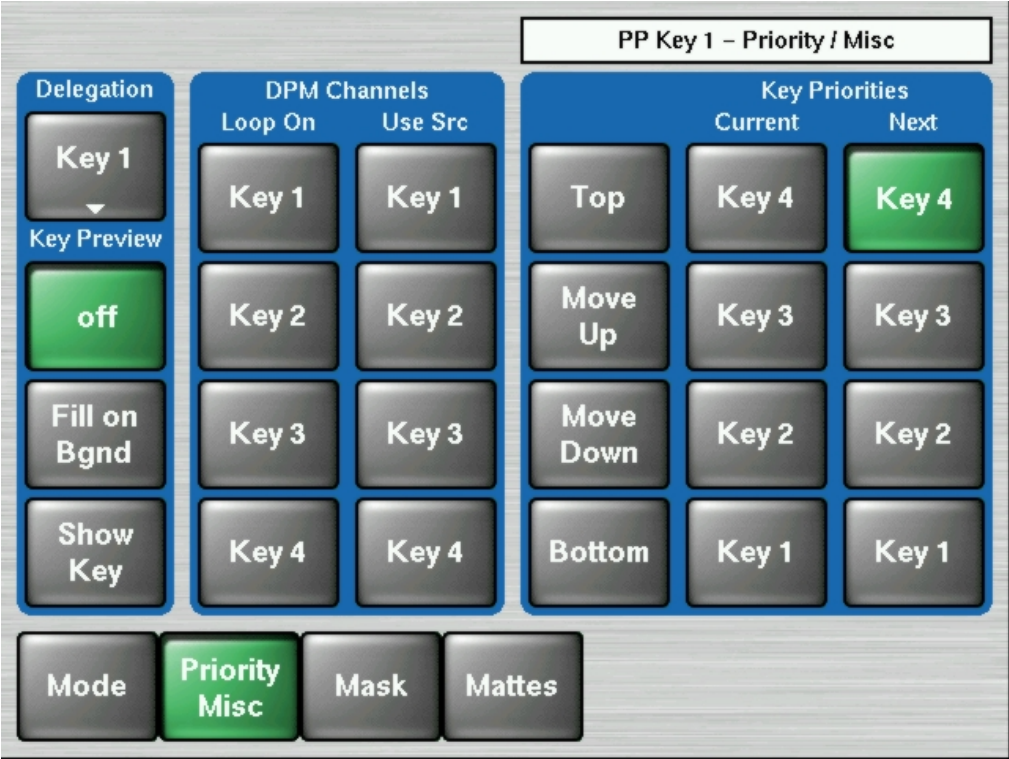 PP Key 1 – Priority / Misc
Delegation
Key 1
Key Preview
off
Fill on
Bgnd
Show
Key
DPM Channels
Loop On Use Src
Key 1 Key 1
Key 2 Key 2
Key 3 Key 3
Key 4 Key 4
Key Priorities
Current Next
Top Key 4 Key 4
Move
Up Key 3 Key 3
Move
Down Key 2 Key 2
Bottom Key 1 Key 1
Mode
Priority
Misc
Mask
Mattes